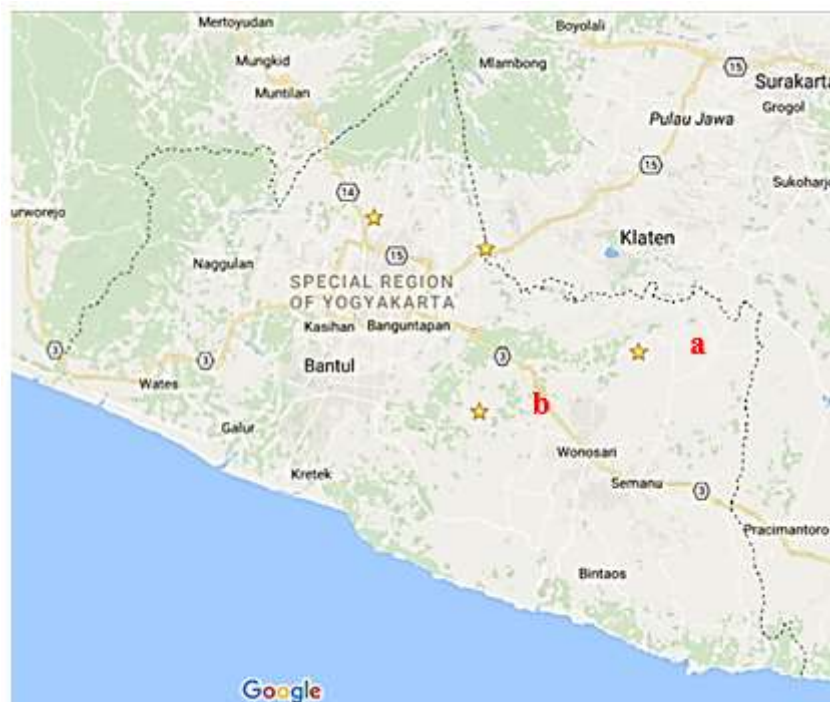 Mertoyudan
Boyolali
Mungkid
Mlambong
15
Surakarta
Muntilan
Grogol
Pulau Jawa
15
Sukoharjo
14
urworejo
Klaten
15
Naggulan
SPECIAL REGION
OF YOGYAKARTA
Kasihan
Banguntapan
3
3
3
a
Bantul
Wates
b
Galur
Wonosari
Kretek
Semanu
3
Pracimantoro
Bintaos
Google